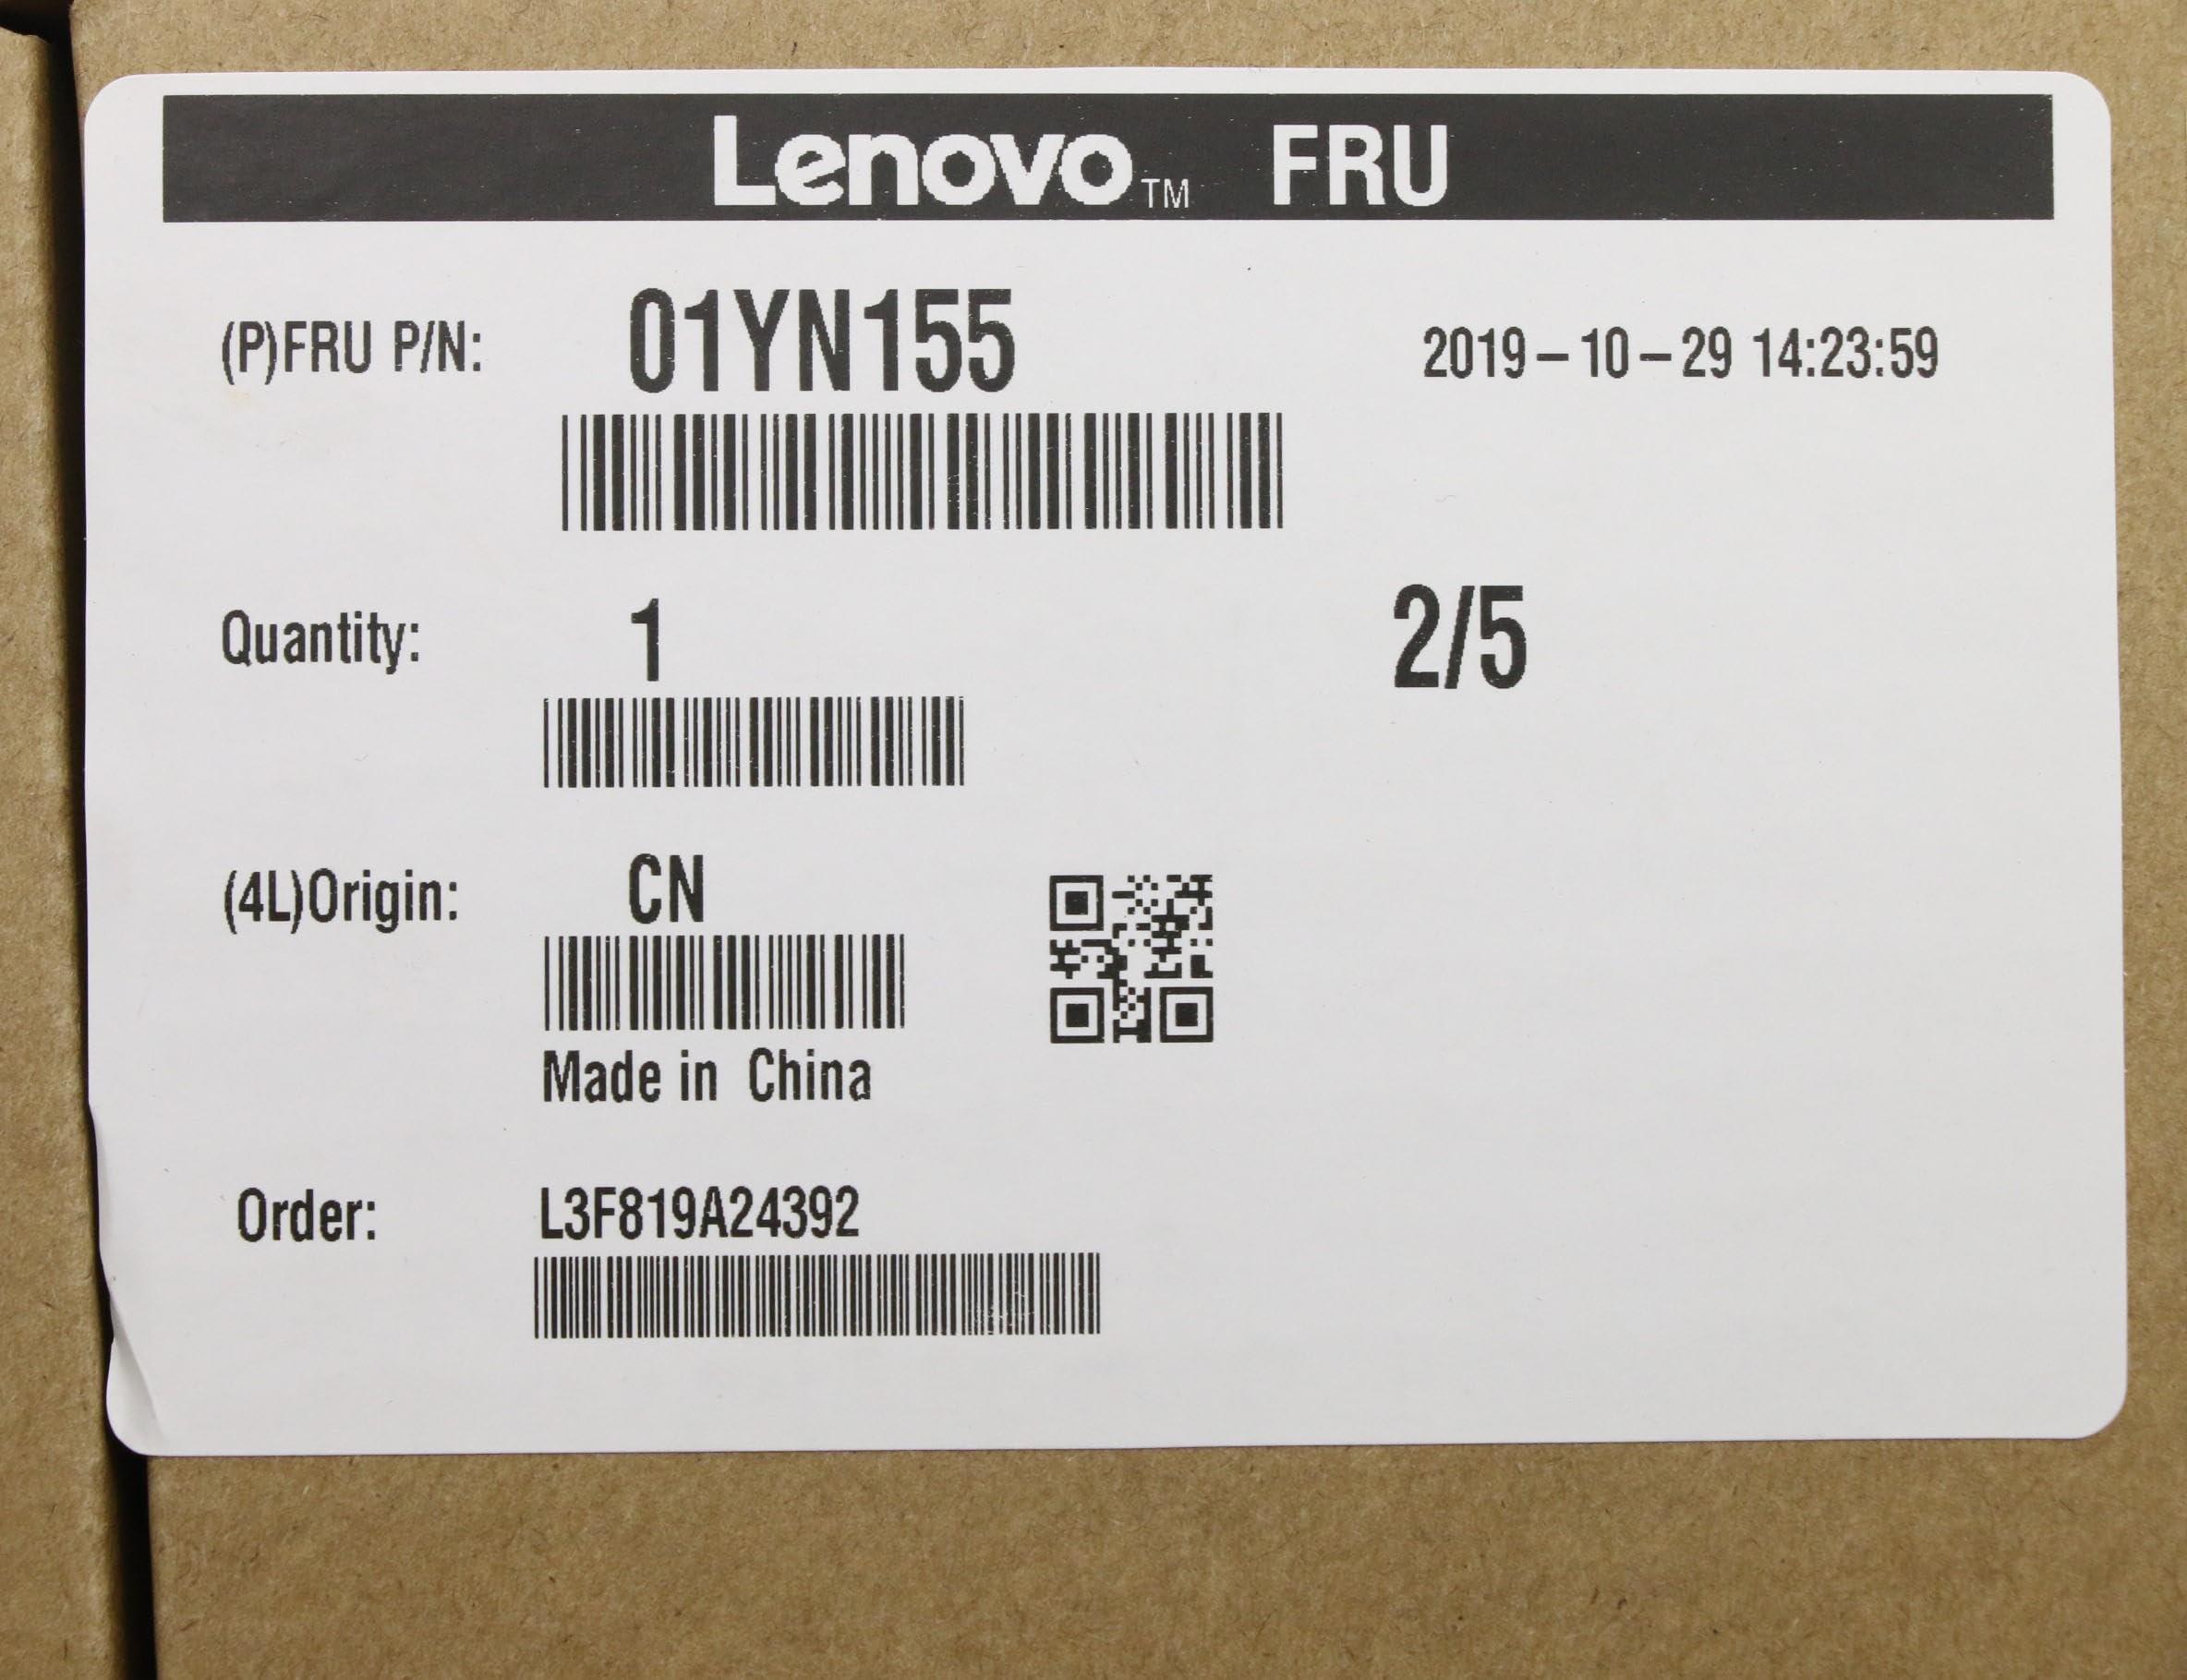 Lenovo™ FRU
(P)FRU P/N: 01YN155 2019-10-29 14:23:59
Quantity: 1 2/5
(4L)Origin: CN
Made in China
Order: L3F819A24392